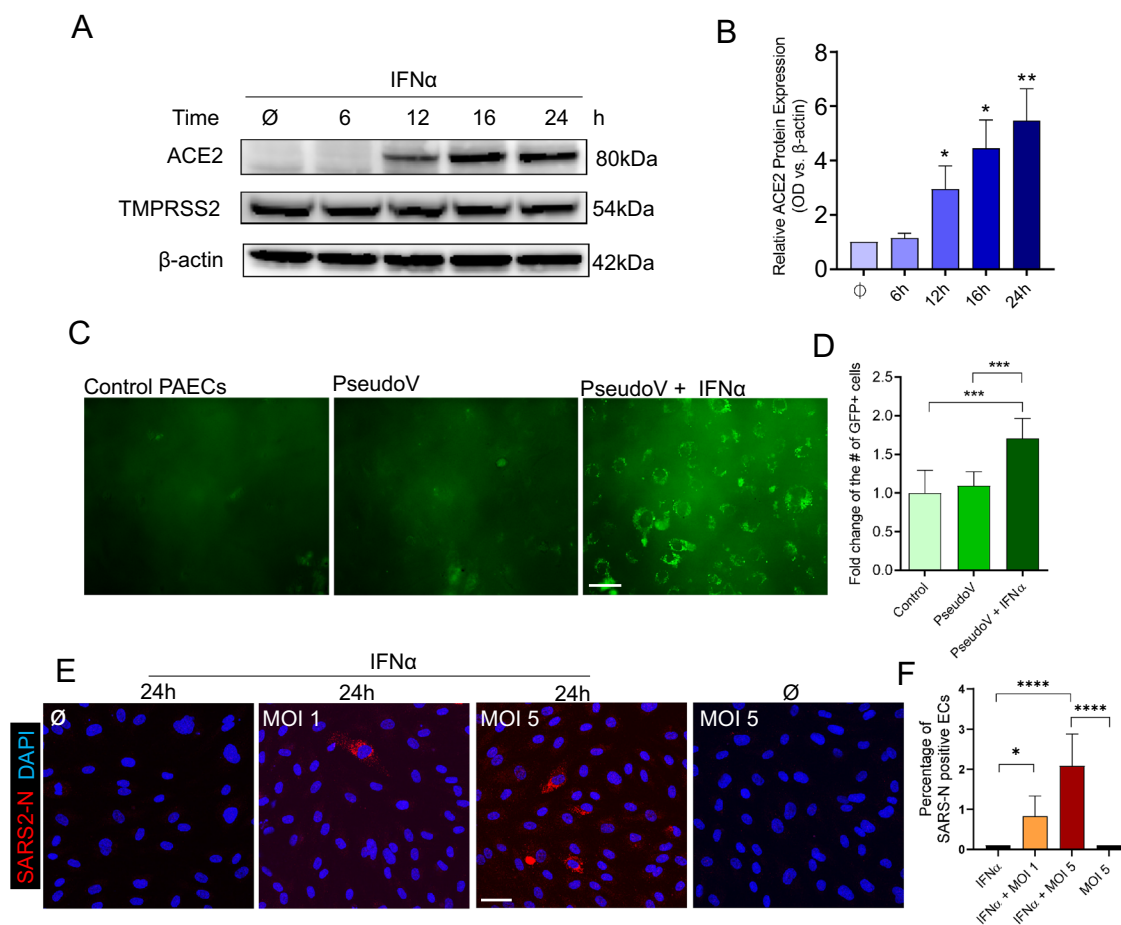 A
IFNα
Time Ø 6 12 16 24 h
ACE2 80kDa
TMPRSS2 54kDa
β-actin 42kDa
B
Relative ACE2 Protein Expression
(OD vs. β-actin)
8
6
4
2
0
* * **
Φ 6h 12h 16h 24h
C
Control PAECs PseudoV PseudoV + IFNα
D
Fold change of the # of GFP+ cells
2.5
2.0
1.5
1.0
0.5
0.0
***
***
Control PseudoV PseudoV + IFNα
E
IFNα
24h 24h 24h Ø
SARS2-N DAPI
Ø MOI 1 MOI 5 MOI 5
F
Percentage of
SARS-N positive ECs
4
3
2
1
0
****
****
*
IFNα IFNα + MOI 1 IFNα + MOI 5 MOI 5